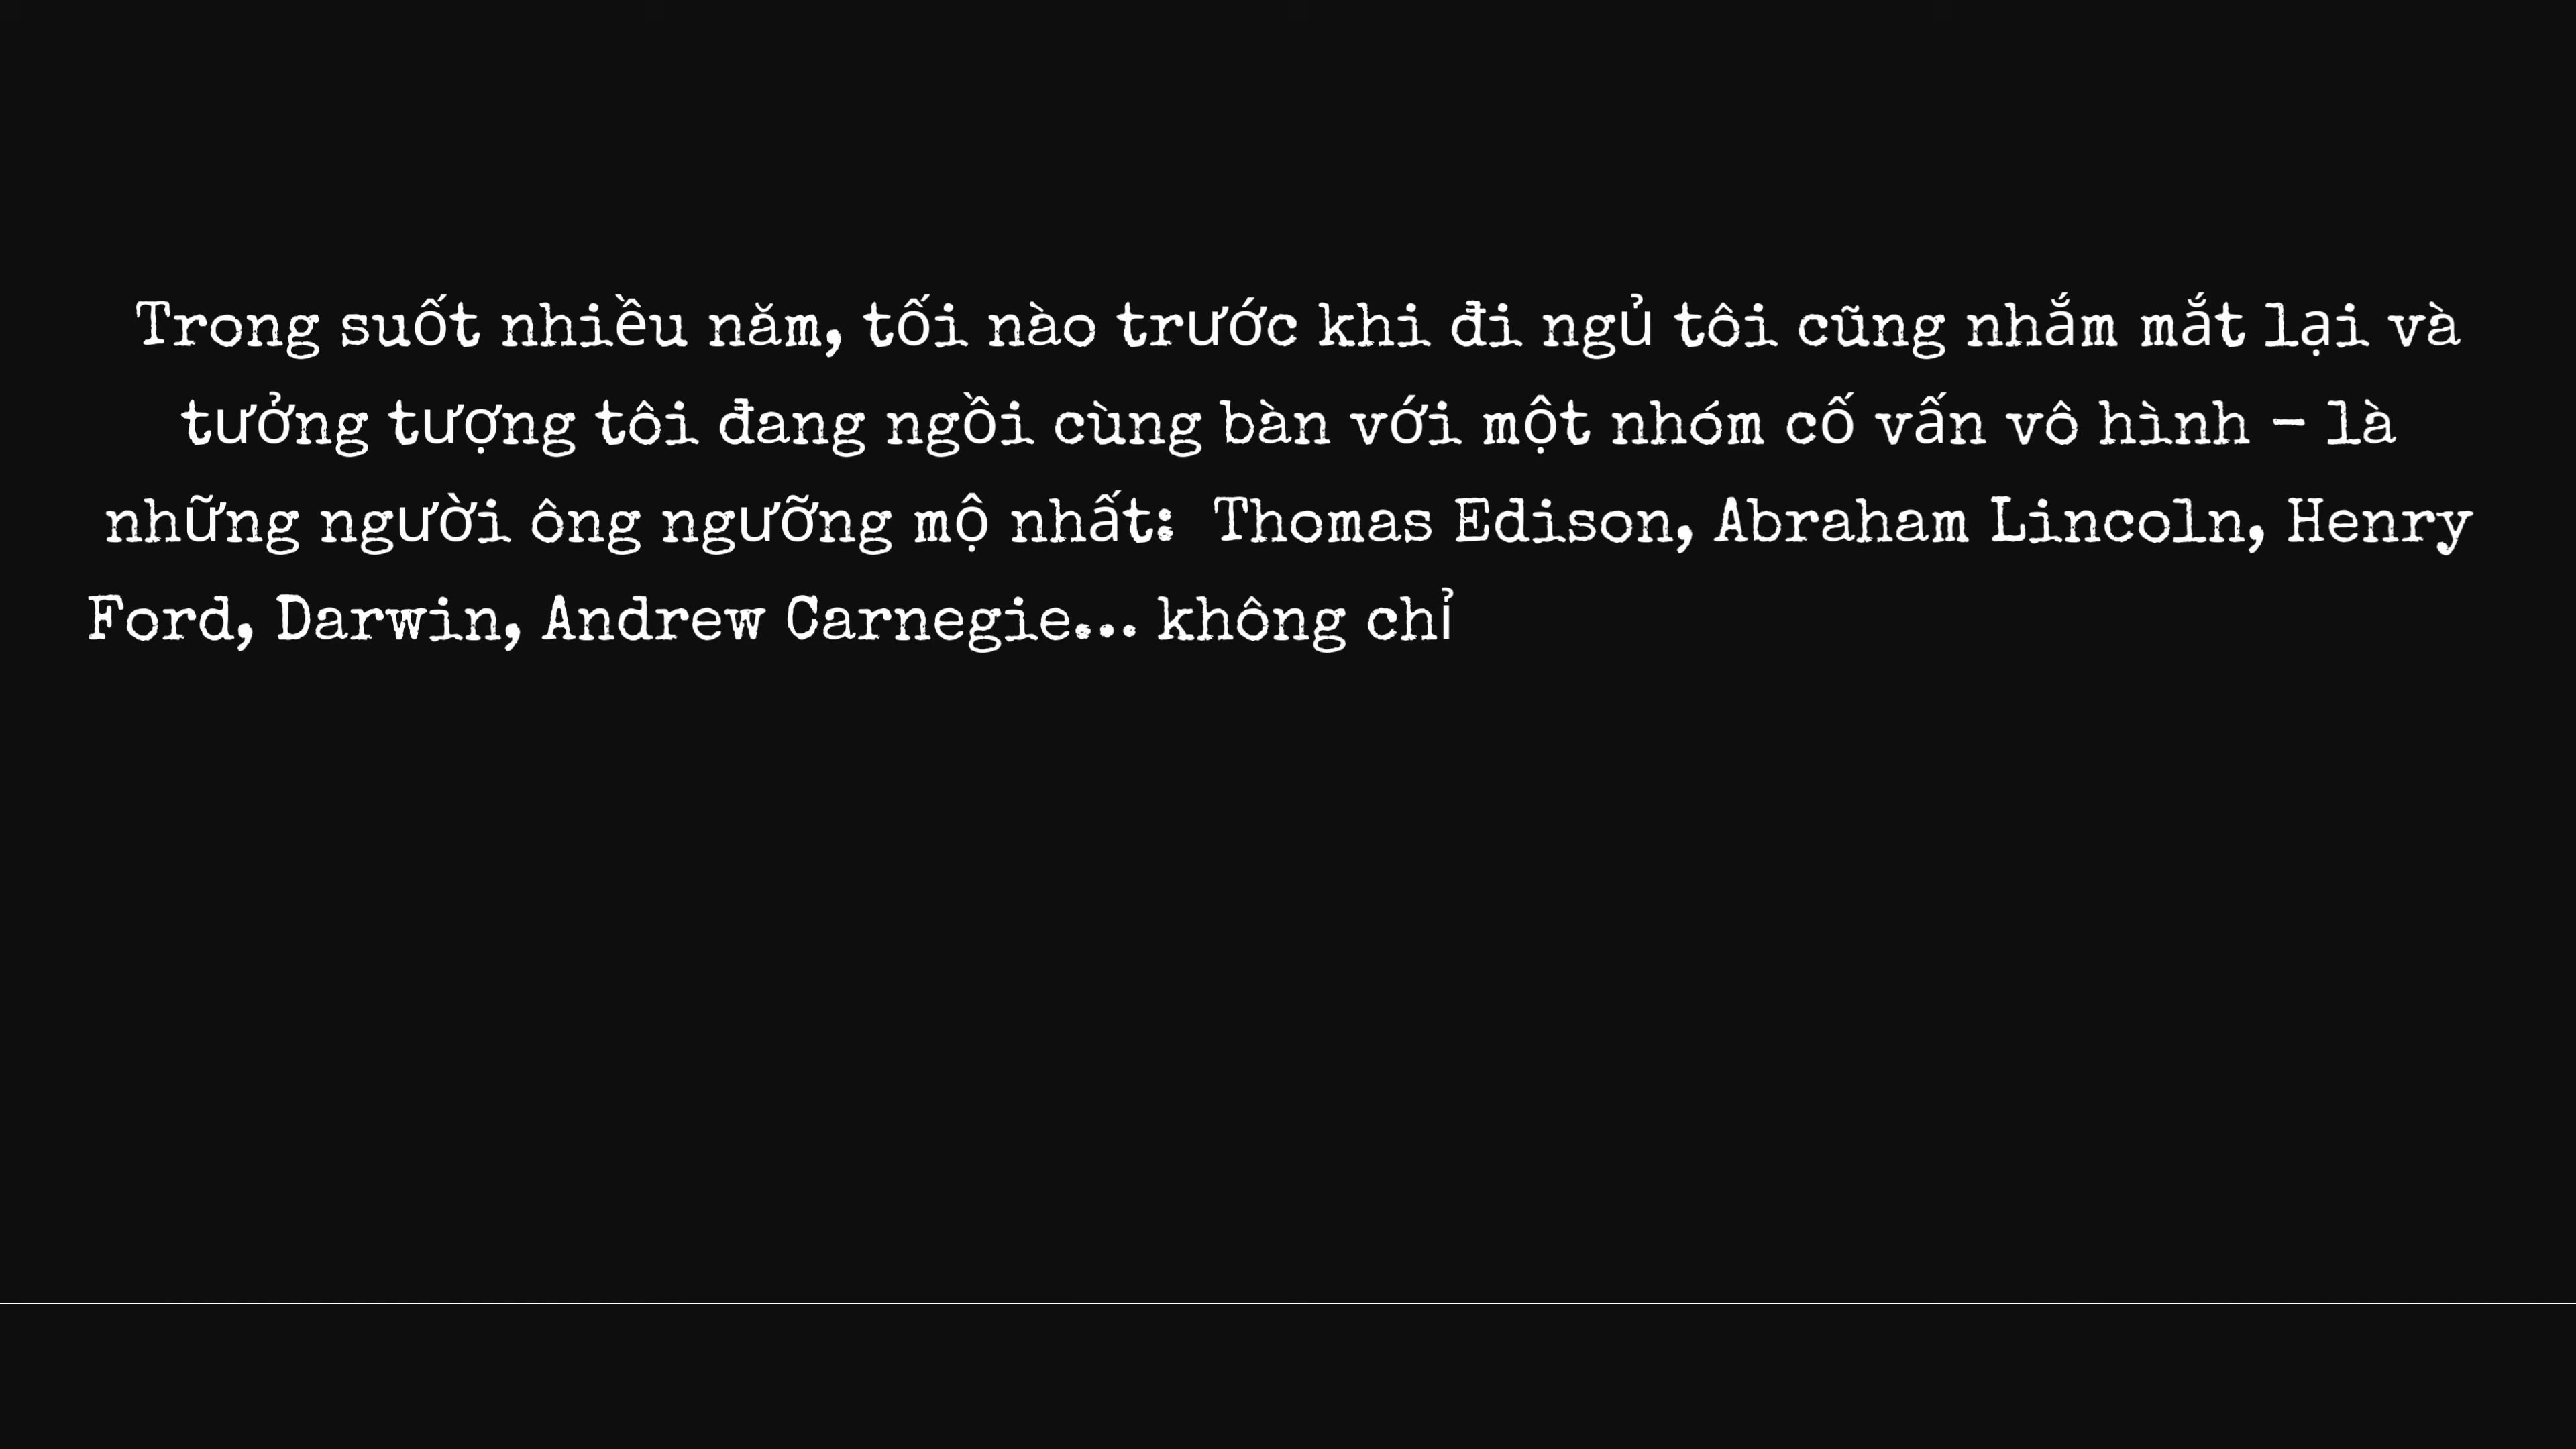 Trong suốt nhiều năm, tối nào trước khi đi ngủ tôi cũng nhắm mắt lại và
tưởng tượng tôi đang ngồi cùng bàn với một nhóm cố vấn vô hình - là
những người ông ngưỡng mộ nhất:  Thomas Edison, Abraham Lincoln, Henry
Ford, Darwin, Andrew Carnegie... không chỉ